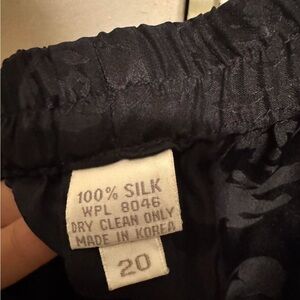 100% SILK
WPL 8046
DRY CLEAN ONLY
MADE IN KOREA
20